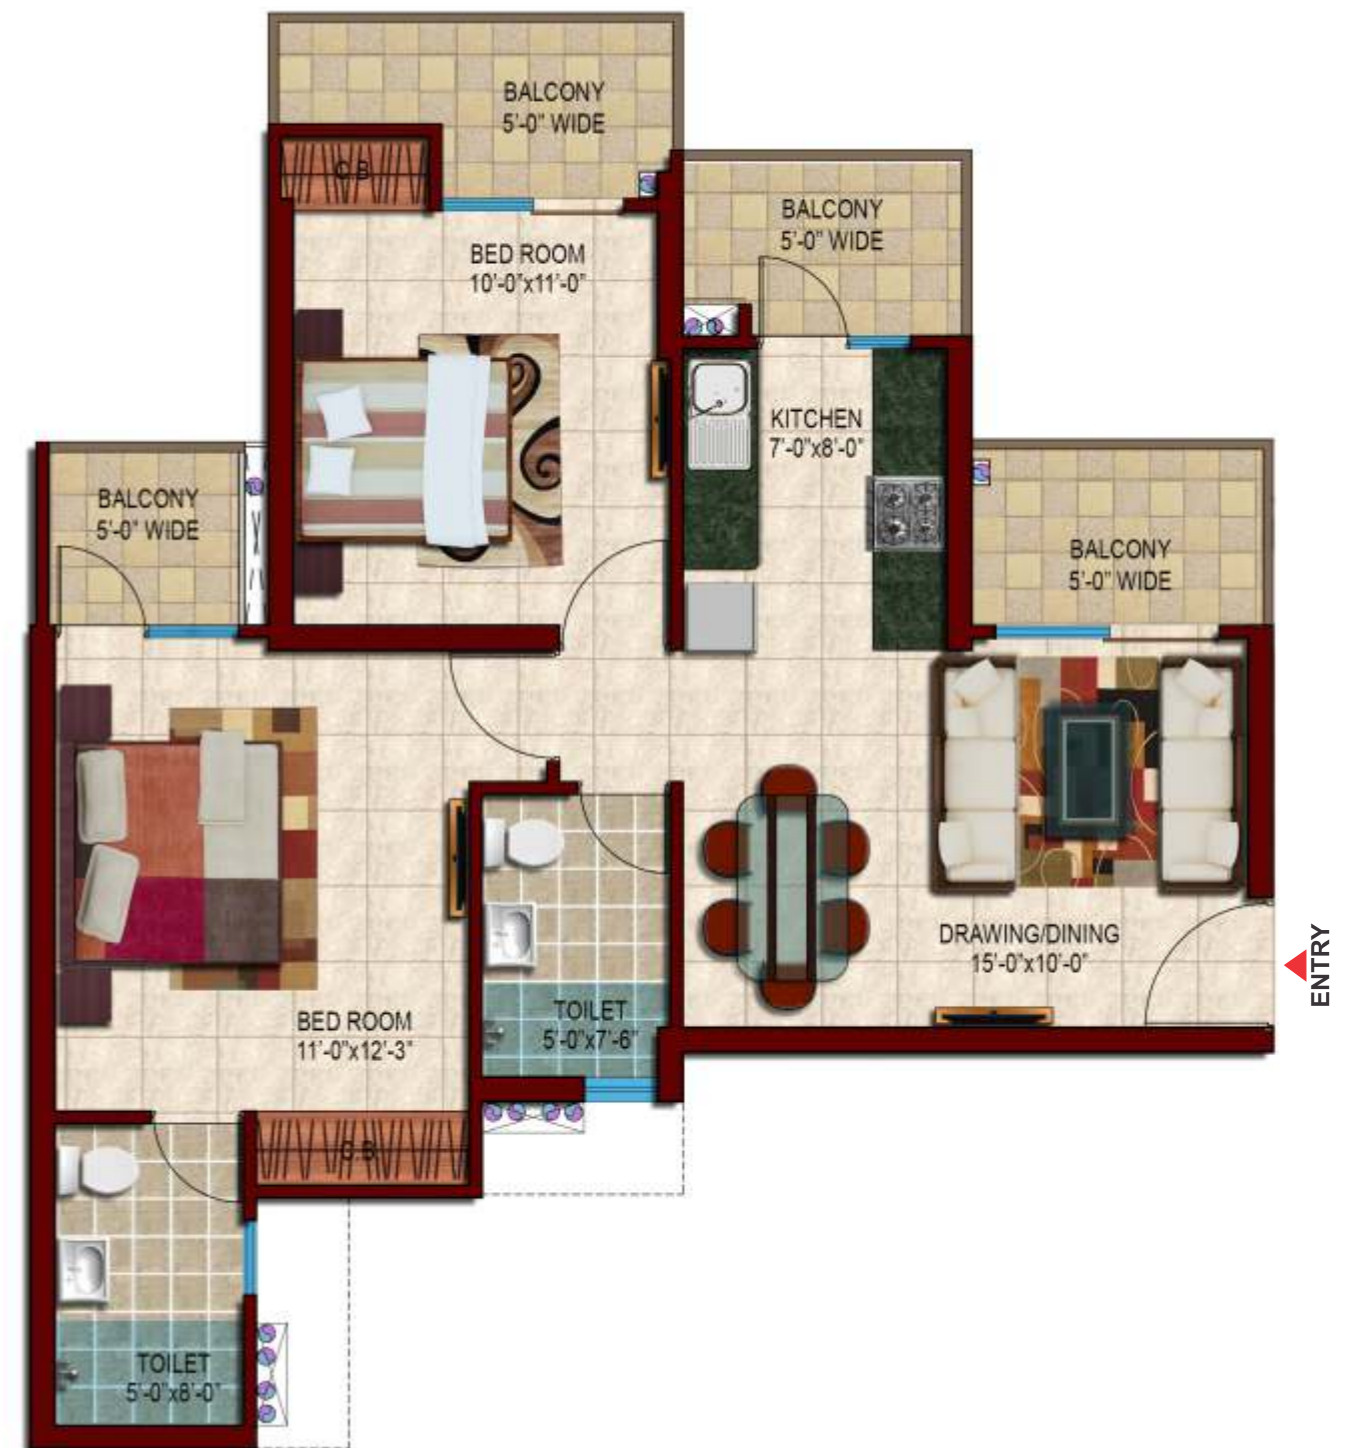 BALCONY
5'-0" WIDE
C.B
BALCONY
5'-0" WIDE
BED ROOM
10'-0"x11'-0"
KITCHEN
7'-0"x8'-0"
BALCONY
5'-0" WIDE
BALCONY
5'-0" WIDE
DRAWING/DINING
15'-0"x10'-0"
ENTRY
BED ROOM
11'-0"x12'-3"
TOILET
5'-0"x7'-6"
C.B.
TOILET
5'-0"x8'-0"